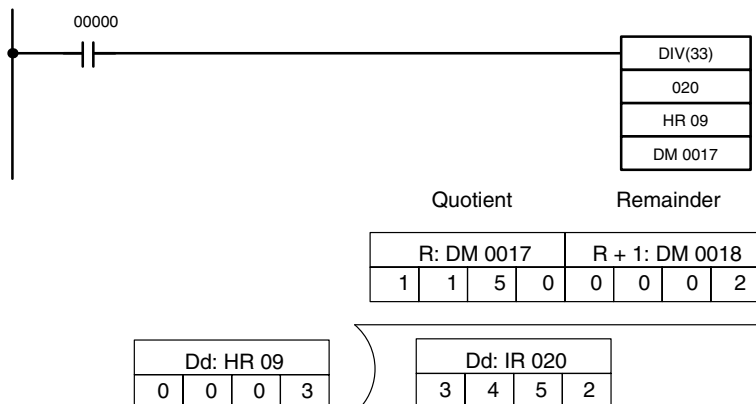 00000
DIV(33)
020
HR 09
DM 0017
Quotient Remainder
R: DM 0017 R + 1: DM 0018
1 1 5 0 0 0 0 2
Dd: HR 09 Dd: IR 020
0 0 0 3 3 4 5 2